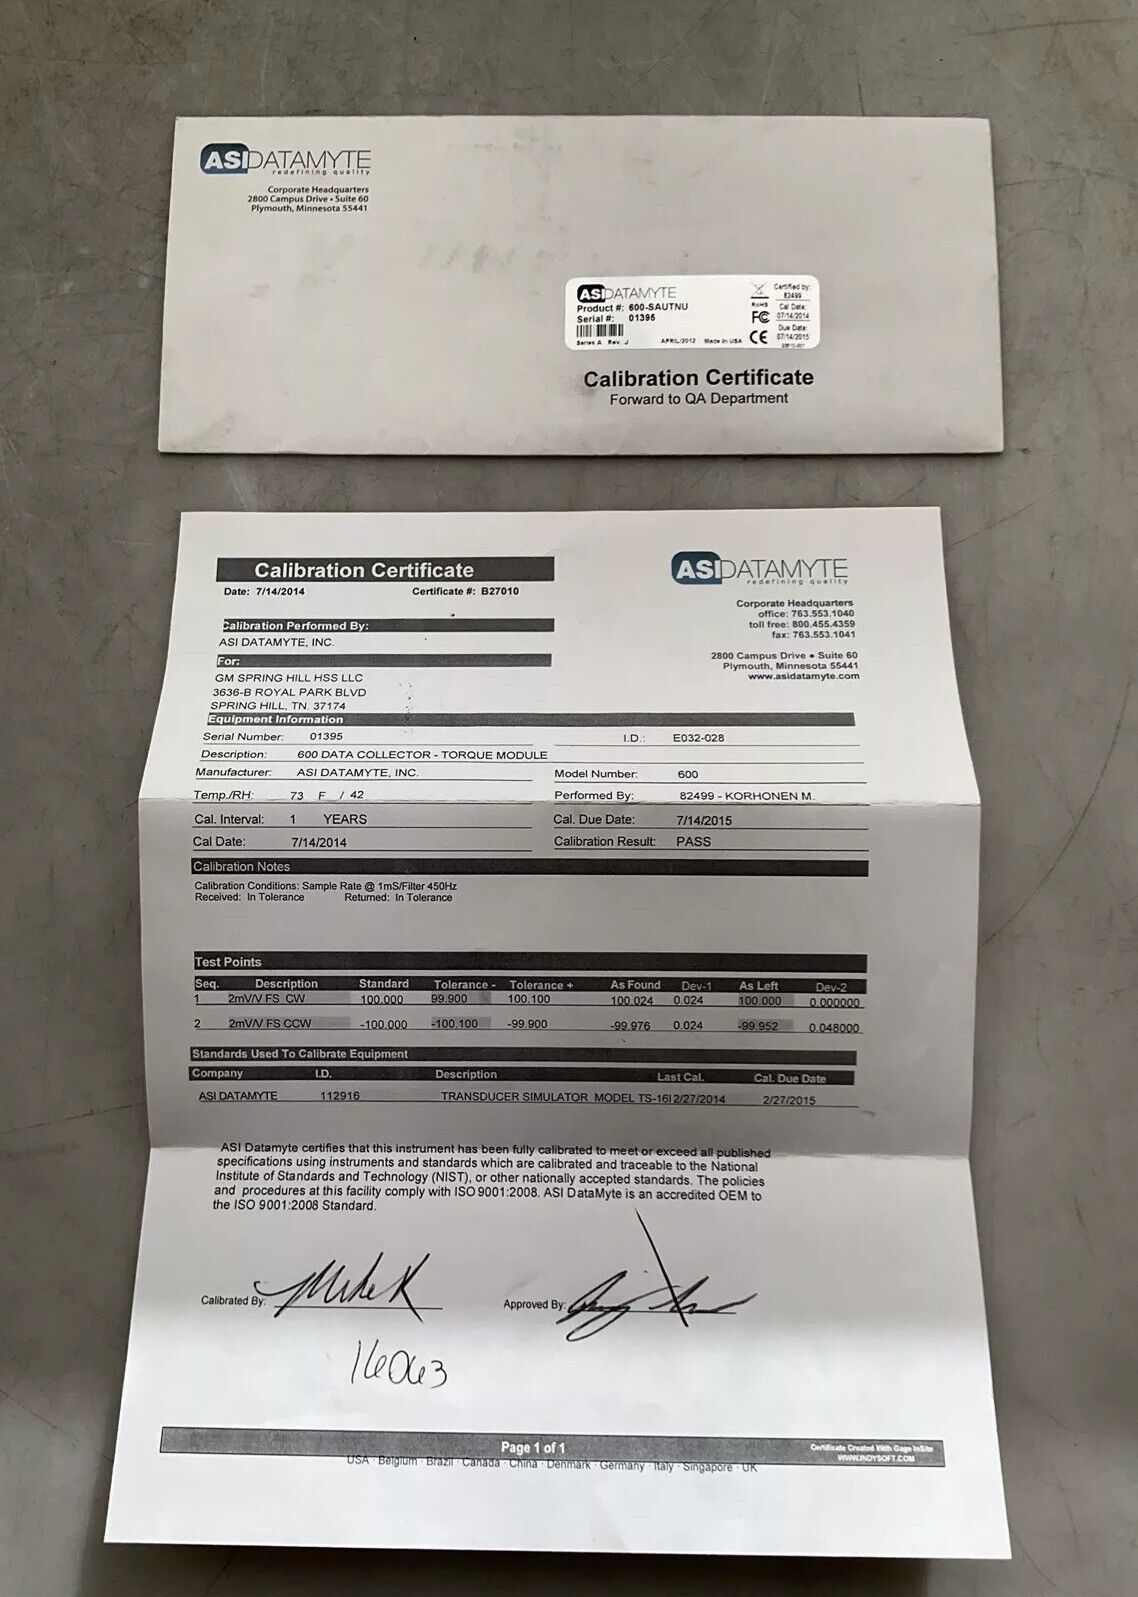 ASI DATAMYTE
redefining quality
Corporate Headquarters
2800 Campus Drive • Suite 60
Plymouth, Minnesota 55441
ASI DATAMYTE
Product #: 600-SAUTNU
Serial #: 01395
Series A Rev. J APRIL/2012 Made in USA
RoHS
FC
CE
Certified by:
82499
Cal Date:
07/14/2014
Due Date:
07/14/2015
Calibration Certificate
Forward to QA Department
Calibration Certificate
Date: 7/14/2014 Certificate #: B27010
ASI DATAMYTE
redefining quality
Corporate Headquarters
office: 763.553.1040
toll free: 800.455.4359
fax: 763.553.1041
2800 Campus Drive • Suite 60
Plymouth, Minnesota 55441
www.asidatamyte.com
Calibration Performed By:
ASI DATAMYTE, INC.
For:
GM SPRING HILL HSS LLC
3636-B ROYAL PARK BLVD
SPRING HILL, TN. 37174
Equipment Information
Serial Number: 01395 I.D.: E032-028
Description: 600 DATA COLLECTOR - TORQUE MODULE
Manufacturer: ASI DATAMYTE, INC. Model Number: 600
Temp./RH: 73 F / 42 Performed By: 82499 - KORHONEN M.
Cal. Interval: 1 YEARS Cal. Due Date: 7/14/2015
Cal Date: 7/14/2014 Calibration Result: PASS
Calibration Notes
Calibration Conditions: Sample Rate @ 1mS/Filter 450Hz
Received: In Tolerance Returned: In Tolerance
Test Points
Seq. Description Standard Tolerance - Tolerance + As Found Dev-1 As Left Dev-2
1 2mV/V FS CW 100.000 99.900 100.100 100.024 0.024 100.000 0.000000
2 2mV/V FS CCW -100.000 -100.100 -99.900 -99.976 0.024 -99.952 0.048000
Standards Used To Calibrate Equipment
Company I.D. Description Last Cal. Cal. Due Date
ASI DATAMYTE 112916 TRANSDUCER SIMULATOR MODEL TS-16I 2/27/2014 2/27/2015
ASI Datamyte certifies that this instrument has been fully calibrated to meet or exceed all published
specifications using instruments and standards which are calibrated and traceable to the National
Institute of Standards and Technology (NIST), or other nationally accepted standards. The policies
and procedures at this facility comply with ISO 9001:2008. ASI DataMyte is an accredited OEM to
the ISO 9001:2008 Standard.
Calibrated By: Mike K Approved By:
16063
Page 1 of 1
Certificate Created With Gage InSite
WWW.INDYSOFT.COM
USA · Belgium · Brazil · Canada · China · Denmark · Germany · Italy · Singapore · UK